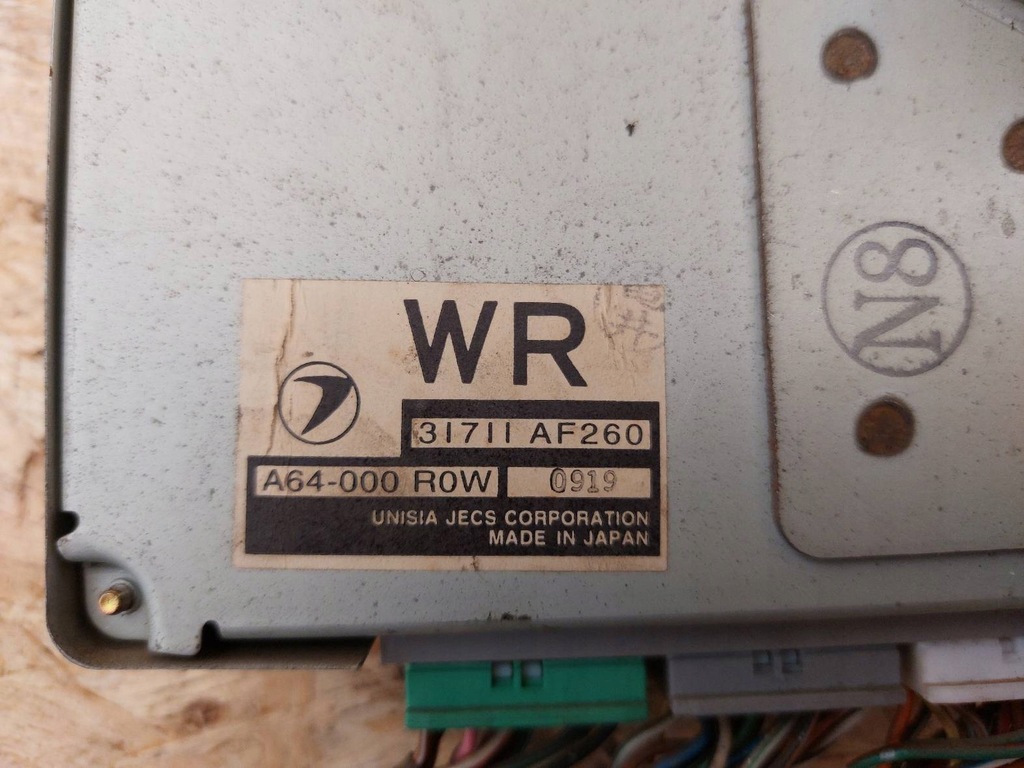 WR
31711 AF260
A64-000 R0W 0919
UNISIA JECS CORPORATION
MADE IN JAPAN
N8